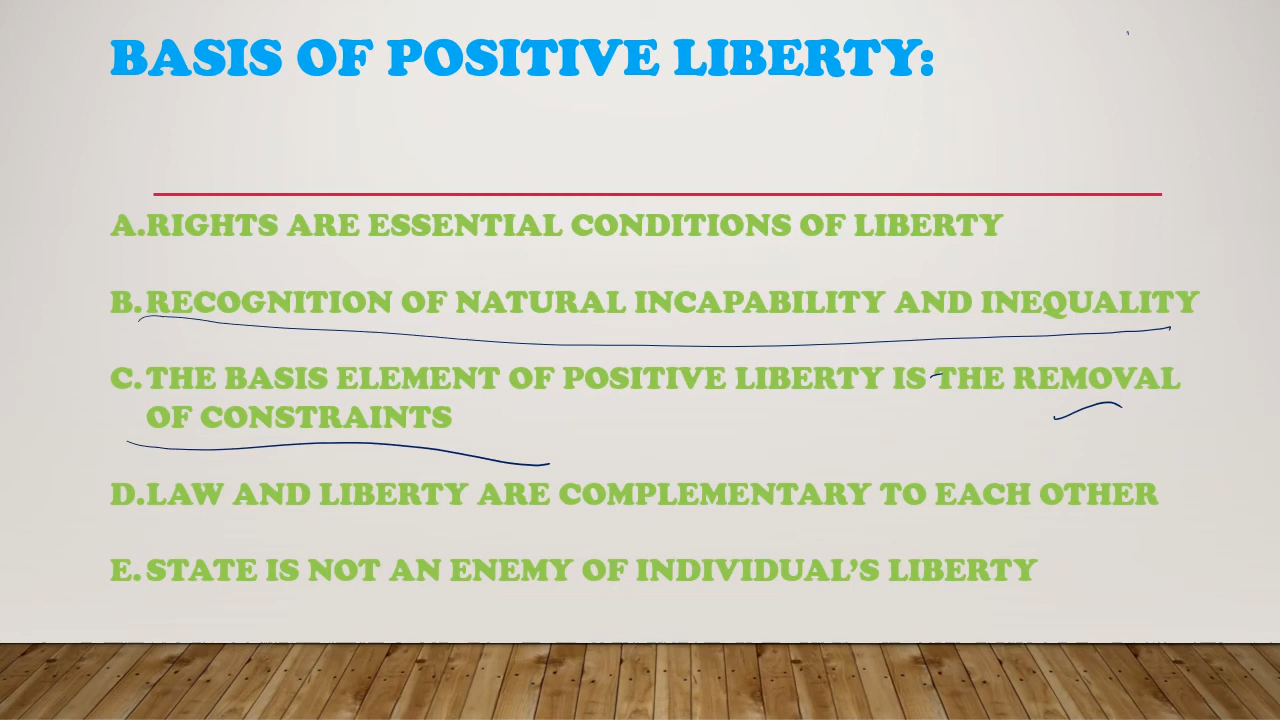 BASIS OF POSITIVE LIBERTY:
A. RIGHTS ARE ESSENTIAL CONDITIONS OF LIBERTY
B. RECOGNITION OF NATURAL INCAPABILITY AND INEQUALITY
C. THE BASIS ELEMENT OF POSITIVE LIBERTY IS THE REMOVAL
OF CONSTRAINTS
D. LAW AND LIBERTY ARE COMPLEMENTARY TO EACH OTHER
E. STATE IS NOT AN ENEMY OF INDIVIDUAL’S LIBERTY